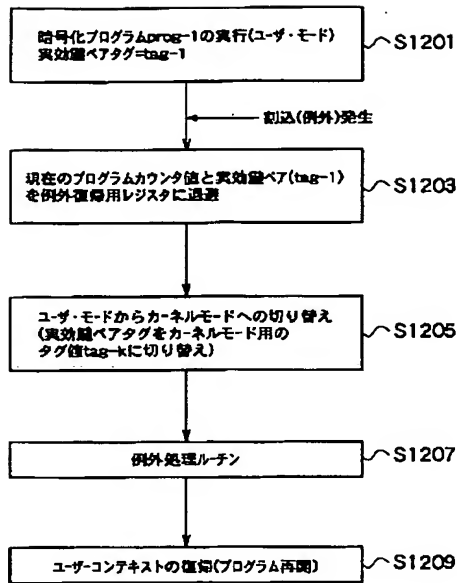 暗号化プログラムprog-1の実行(ユーザ・モード)
実効鍵ペアタグ=tag-1
S1201
割込(例外)発生
現在のプログラムカウンタ値と実効鍵ペア(tag-1)
を例外復帰用レジスタに退避
S1203
ユーザ・モードからカーネルモードへの切り替え
(実効鍵ペアタグをカーネルモード用の
タグ値tag-kに切り替え)
S1205
例外処理ルーチン
S1207
ユーザーコンテキストの復帰(プログラム再開)
S1209